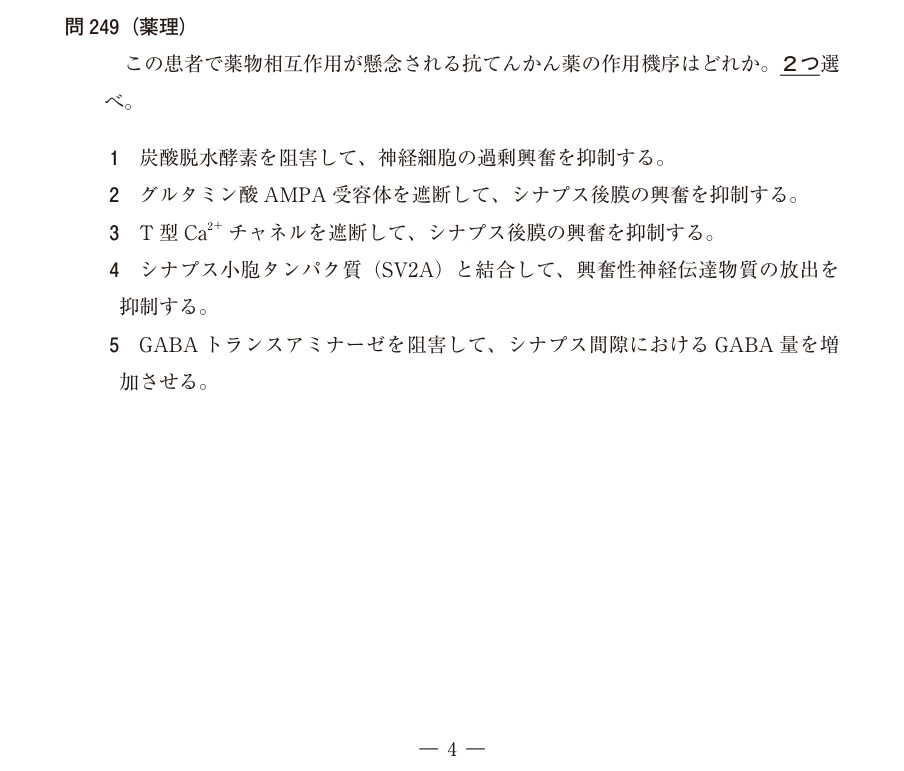 問 249（薬理）
この患者で薬物相互作用が懸念される抗てんかん薬の作用機序はどれか。２つ選
べ。
1 炭酸脱水酵素を阻害して、神経細胞の過剰興奮を抑制する。
2 グルタミン酸 AMPA 受容体を遮断して、シナプス後膜の興奮を抑制する。
3 T 型 Ca²⁺ チャネルを遮断して、シナプス後膜の興奮を抑制する。
4 シナプス小胞タンパク質（SV2A）と結合して、興奮性神経伝達物質の放出を
抑制する。
5 GABA トランスアミナーゼを阻害して、シナプス間隙における GABA 量を増
加させる。
― 4 ―